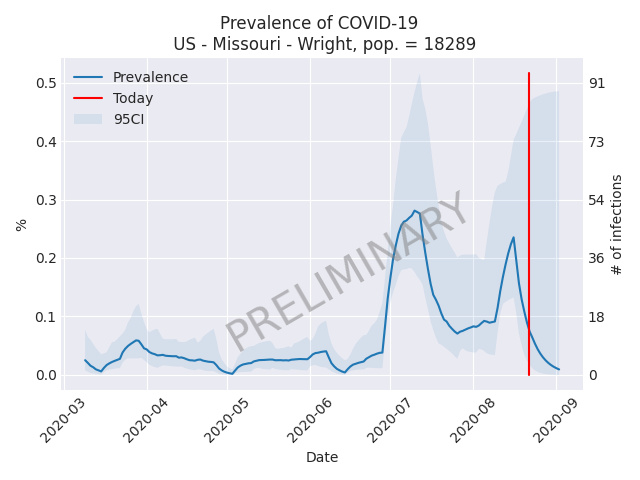 Prevalence of COVID-19
US - Missouri - Wright, pop. = 18289
Prevalence
Today
95CI
PRELIMINARY
%
0.5
0.4
0.3
0.2
0.1
0.0
91
73
54
36
18
0
# of infections
2020-03
2020-04
2020-05
2020-06
2020-07
2020-08
2020-09
Date